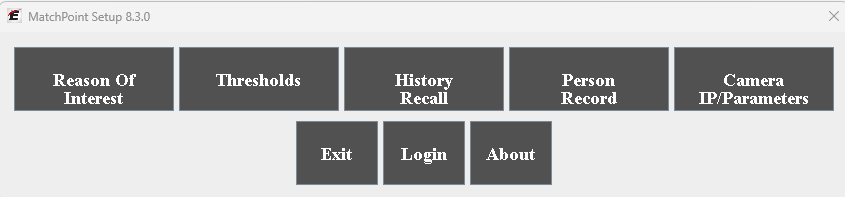 MatchPoint Setup 8.3.0
Reason Of
Interest
Thresholds
History
Recall
Person
Record
Camera
IP/Parameters
Exit
Login
About